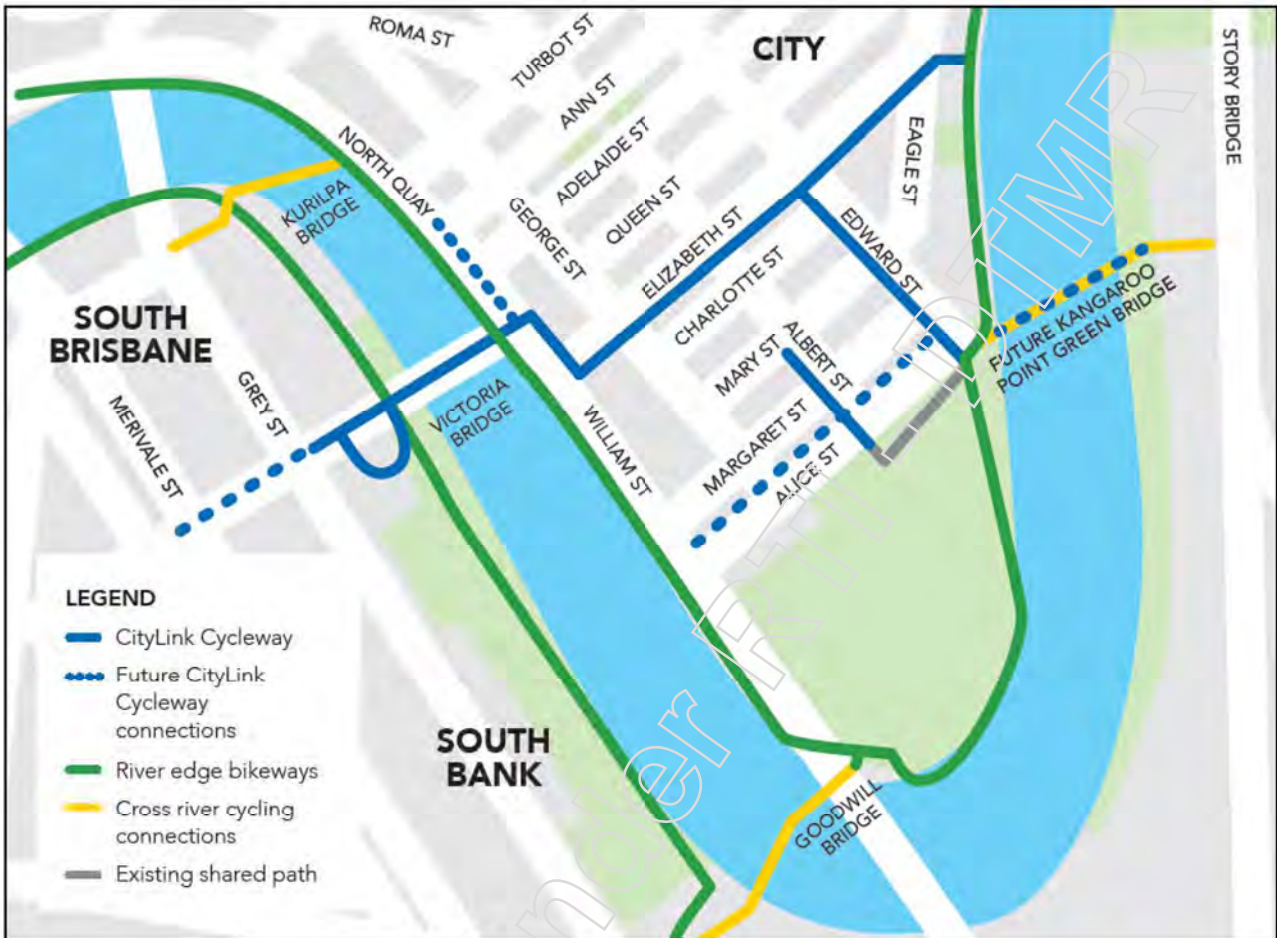 ROMA ST
TURBOT ST
CITY
STORY BRIDGE
ANN ST
ADELAIDE ST
EAGLE ST
NORTH QUAY
KURILPA
BRIDGE
GEORGE ST
QUEEN ST
ELIZABETH ST
EDWARD ST
CHARLOTTE ST
FUTURE KANGAROO
POINT GREEN BRIDGE
SOUTH
BRISBANE
MERIVALE ST
GREY ST
VICTORIA
BRIDGE
MARY ST
ALBERT ST
WILLIAM ST
MARGARET ST
ALICE ST
LEGEND
CityLink Cycleway
Future CityLink
Cycleway
connections
River edge bikeways
Cross river cycling
connections
Existing shared path
SOUTH
BANK
GOODWILL
BRIDGE
nder RTI - DTMR